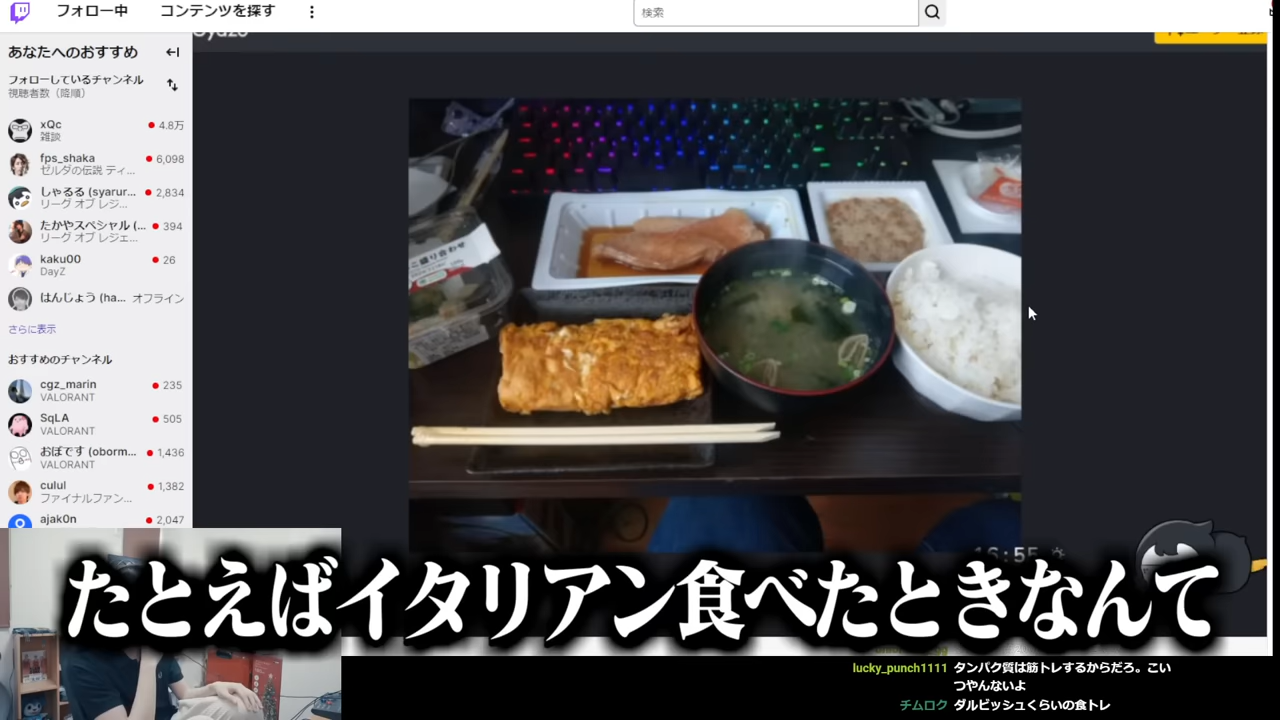 フォロー中
コンテンツを探す
検索
あなたへのおすすめ
フォローしているチャンネル
視聴者数（降順）
xQc
4.8万
雑談
fps_shaka
6,098
ゼルダの伝説 ティ...
しゃるる (syarur...
2,834
リーグ オブ レジ...
たかやスペシャル (...
394
リーグ オブ レジェ...
kaku00
26
DayZ
はんじょう (ha...
オフライン
さらに表示
おすすめのチャンネル
cgz_marin
235
VALORANT
SqLA
505
VALORANT
おぼです (oborm...
1,436
VALORANT
culul
1,382
ファイナルファン...
ajak0n
2,047
盛り合わせ
16:55
たとえばイタリアン食べたときなんて
lucky_punch1111 タンパク質は筋トレするからだろ。こい
つやんないよ
チムロク ダルビッシュくらいの食トレ